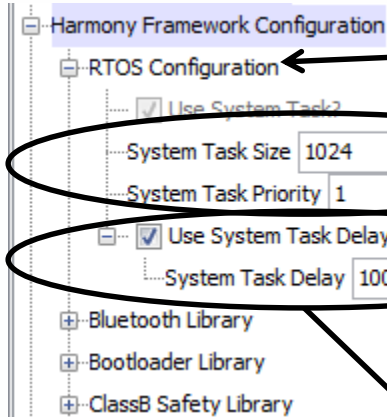 Harmony Framework Configuration
RTOS Configuration
Use System Task?
System Task Size 1024
System Task Priority 1
Use System Task Delay
System Task Delay 100
Bluetooth Library
Bootloader Library
ClassB Safety Library